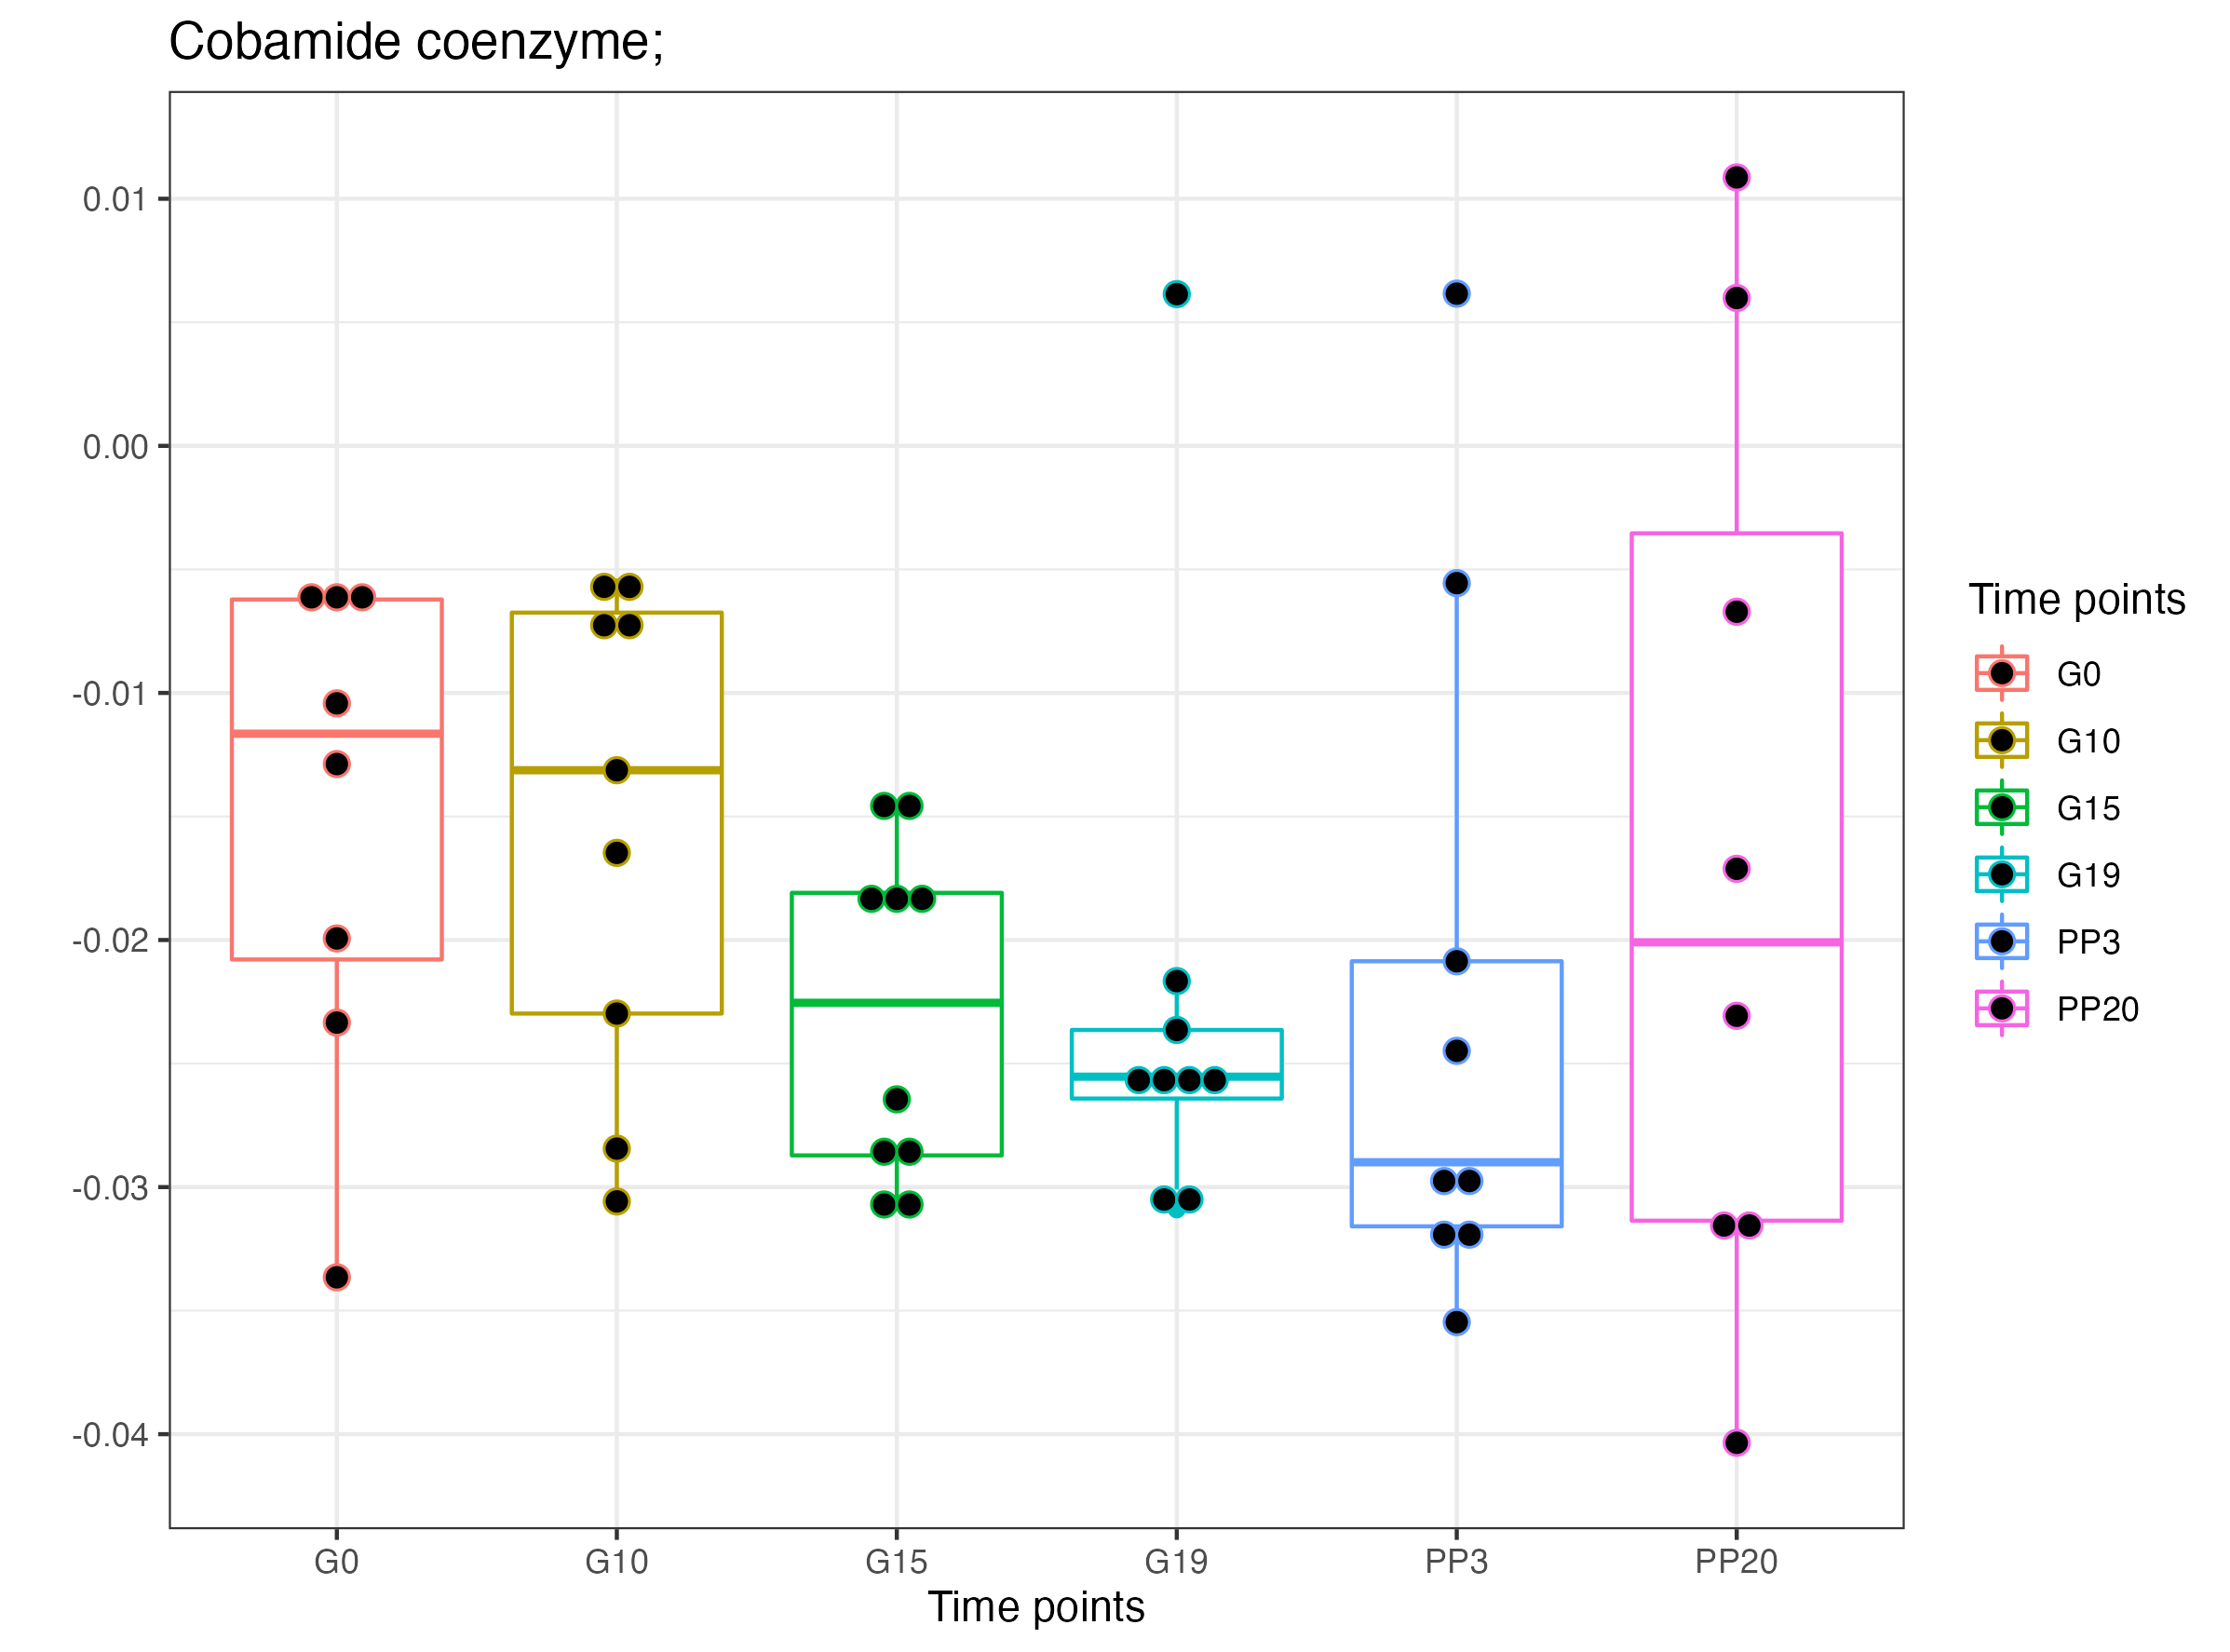 Cobamide coenzyme;
0.01
0.00
-0.01
-0.02
-0.03
-0.04
G0 G10 G15 G19 PP3 PP20
Time points
Time points
G0
G10
G15
G19
PP3
PP20